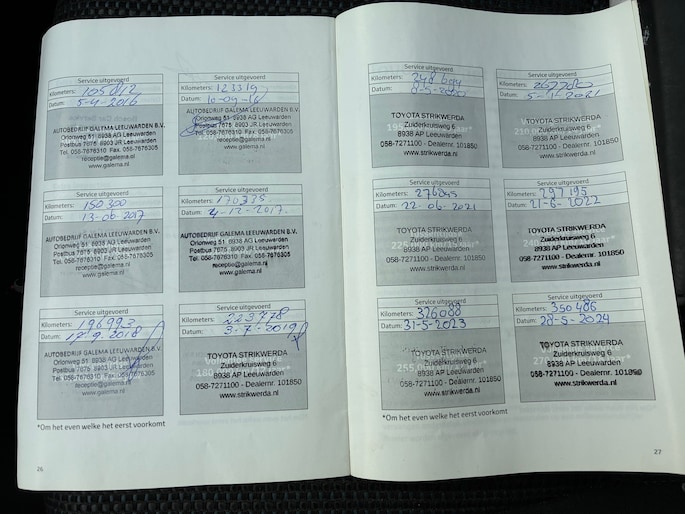 Service uitgevoerd
Kilometers: 105012
Datum: 5-4-2016
AUTOBEDRIJF GALEMA LEEUWARDEN B.V.
Orionweg 51 8938 AG Leeuwarden
Postbus 7675 8903 JR Leeuwarden
Tel. 058-7676310 Fax. 058-7676305
receptie@galema.nl
www.galema.nl
Service uitgevoerd
Kilometers: 123319
Datum:
AUTOBEDRIJF GALEMA LEEUWARDEN B.V.
Orionweg 51 8938 AG Leeuwarden
Postbus 7675 8903 JR Leeuwarden
Tel. 058-7676310 Fax. 058-7676305
receptie@galema.nl
www.galema.nl
Service uitgevoerd
Kilometers: 150300
Datum: 13-06-2017
AUTOBEDRIJF GALEMA LEEUWARDEN B.V.
Orionweg 51 8938 AG Leeuwarden
Postbus 7675 8903 JR Leeuwarden
Tel. 058-7676310 Fax. 058-7676305
receptie@galema.nl
www.galema.nl
Service uitgevoerd
Kilometers: 170375
Datum: 4-12-2017.
AUTOBEDRIJF GALEMA LEEUWARDEN B.V.
Orionweg 51 8938 AG Leeuwarden
Postbus 7675 8903 JR Leeuwarden
Tel. 058-7676310 Fax. 058-7676305
receptie@galema.nl
www.galema.nl
Service uitgevoerd
Kilometers: 196993
Datum:
AUTOBEDRIJF GALEMA LEEUWARDEN B.V.
Orionweg 51 8938 AG Leeuwarden
Postbus 7675 8903 JR Leeuwarden
Tel. 058-7676310 Fax. 058-7676305
receptie@galema.nl
www.galema.nl
Service uitgevoerd
Kilometers: 223778
Datum: 3-7-2019
TOYOTA STRIKWERDA
Zuiderkruisweg 6
8938 AP Leeuwarden
058-7271100 - Dealernr. 101850
www.strikwerda.nl
*Om het even welke het eerst voorkomt
26
Service uitgevoerd
Kilometers:
Datum:
TOYOTA STRIKWERDA
Zuiderkruisweg 6
8938 AP Leeuwarden
058-7271100 - Dealernr. 101850
www.strikwerda.nl
Service uitgevoerd
Kilometers:
Datum:
TOYOTA STRIKWERDA
Zuiderkruisweg 6
8938 AP Leeuwarden
058-7271100 - Dealernr. 101850
www.strikwerda.nl
Service uitgevoerd
Kilometers:
Datum: 22-06-2021
TOYOTA STRIKWERDA
Zuiderkruisweg 6
8938 AP Leeuwarden
058-7271100 - Dealernr. 101850
www.strikwerda.nl
Service uitgevoerd
Kilometers: 297195
Datum: 21-6-2022
TOYOTA STRIKWERDA
Zuiderkruisweg 6
8938 AP Leeuwarden
058-7271100 - Dealernr. 101850
www.strikwerda.nl
Service uitgevoerd
Kilometers: 326088
Datum: 31-5-2023
TOYOTA STRIKWERDA
Zuiderkruisweg 6
8938 AP Leeuwarden
058-7271100 - Dealernr. 101850
www.strikwerda.nl
Service uitgevoerd
Kilometers: 350486
Datum: 28-5-2024
TOYOTA STRIKWERDA
Zuiderkruisweg 6
8938 AP Leeuwarden
058-7271100 - Dealernr. 101850
www.strikwerda.nl
*Om het even welke het eerst voorkomt
27